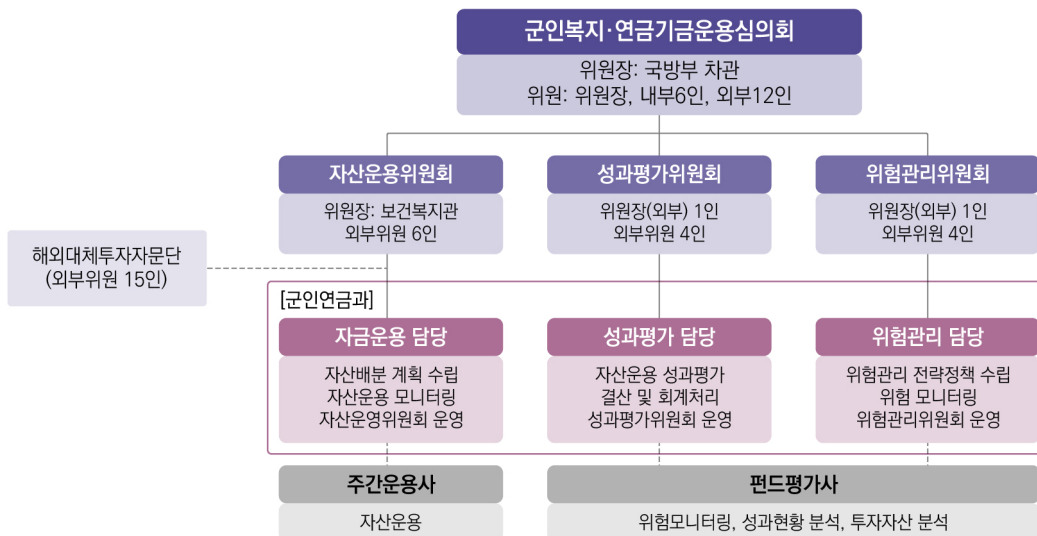 군인복지·연금기금운용심의회
위원장: 국방부 차관
위원: 위원장, 내부6인, 외부12인
자산운용위원회
위원장: 보건복지관
외부위원 6인
성과평가위원회
위원장(외부) 1인
외부위원 4인
위험관리위원회
위원장(외부) 1인
외부위원 4인
해외대체투자자문단
(외부위원 15인)
[군인연금과]
자금운용 담당
자산배분 계획 수립
자산운용 모니터링
자산운영위원회 운영
성과평가 담당
자산운용 성과평가
결산 및 회계처리
성과평가위원회 운영
위험관리 담당
위험관리 전략정책 수립
위험 모니터링
위험관리위원회 운영
주간운용사
자산운용
펀드평가사
위험모니터링, 성과현황 분석, 투자자산 분석